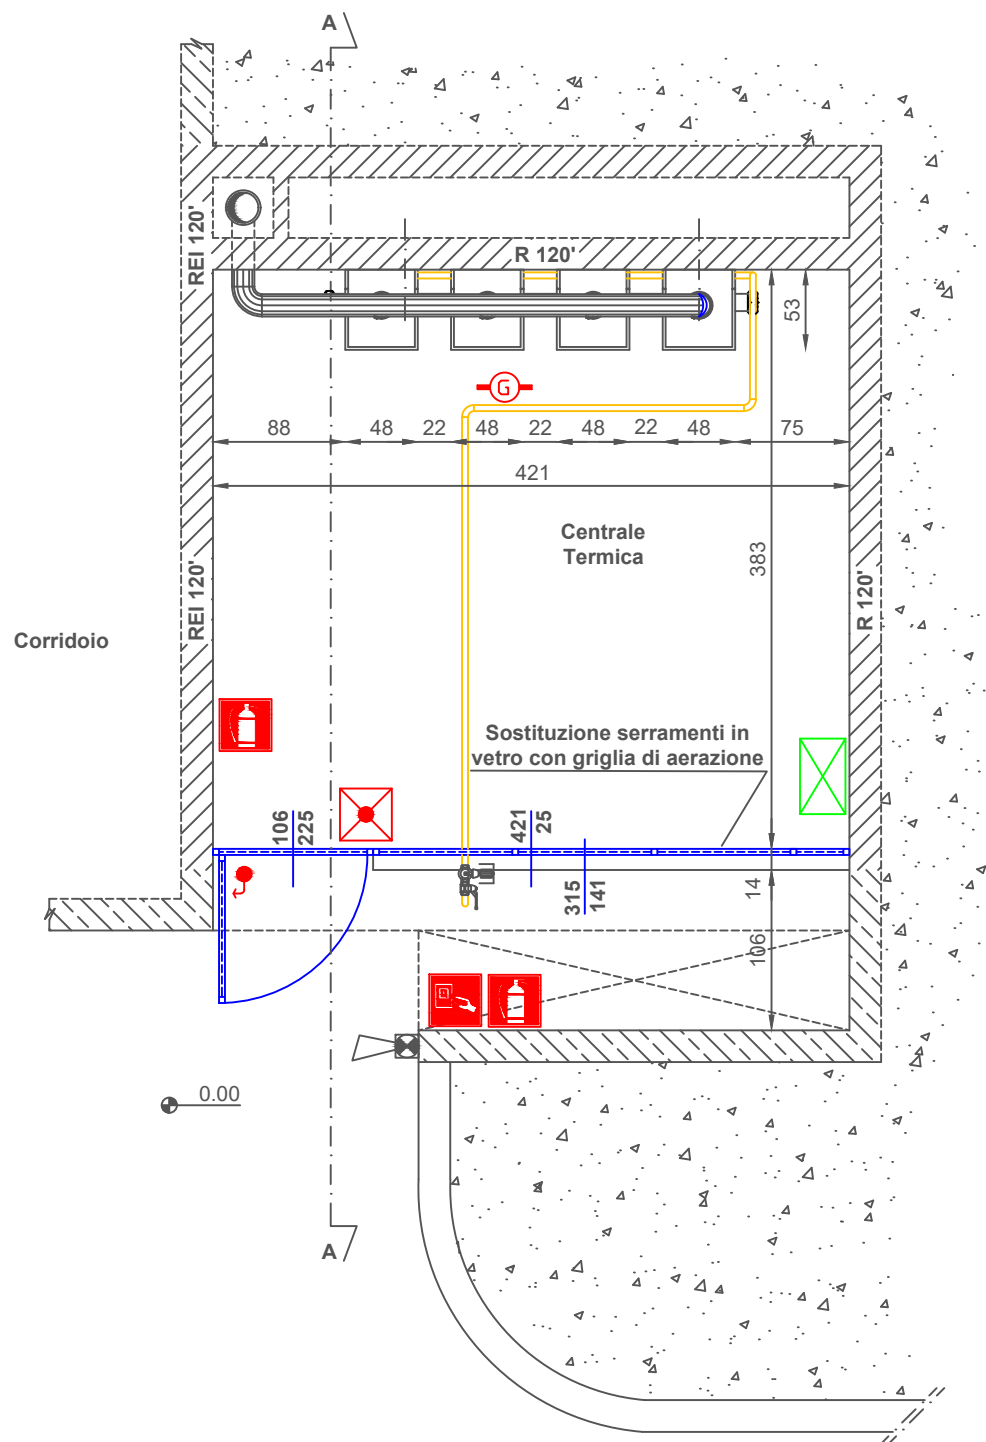 A
REI 120'
R 120'
53
G
88
48
22
48
22
48
22
48
75
421
Centrale
Termica
383
REI 120'
R 120'
Corridoio
Sostituzione serramenti in
vetro con griglia di aerazione
106
225
421
25
315
141
14
106
0.00
A